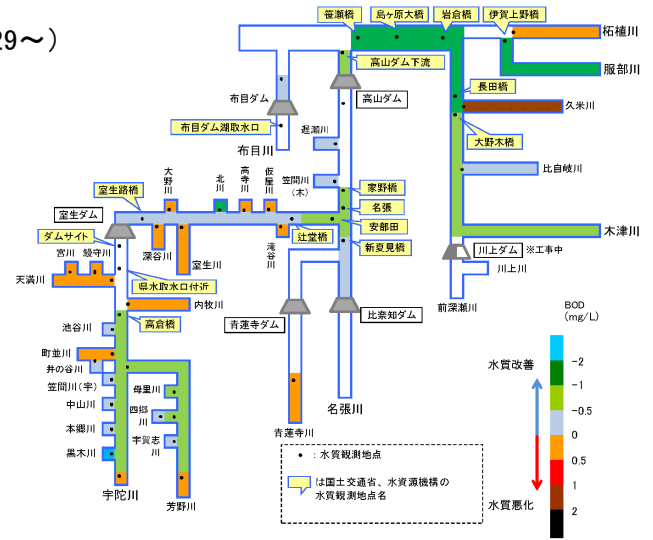 29～)
笹瀬橋
島ヶ原大橋
岩倉橋
伊賀上野橋
柘植川
高山ダム下流
服部川
布目ダム
高山ダム
長田橋
久米川
布目ダム湖取水口
大野木橋
布目川
遅瀬川
比自岐川
笠間川
(木)
家野橋
大野川
北川
高寺川
仮屋川
名張
室生路橋
安部田
木津川
室生ダム
辻堂橋
新夏見橋
ダムサイト
深谷川
室生川
滝谷川
川上ダム ※工事中
宮川
川上川
天満川
県水取水口付近
前深瀬川
内牧川
青蓮寺ダム
比奈知ダム
高倉橋
池谷川
BOD
(mg/L)
町並川
井の谷川
水質改善
-2
笠間川(宇)
母里川
-1
中山川
四郷川
名張川
-0.5
本郷川
宇賀志川
青蓮寺川
0
黒木川
：水質観測地点
0.5
宇陀川
芳野川
は国土交通省、水資源機構の
水質観測地点名
1
水質悪化
2